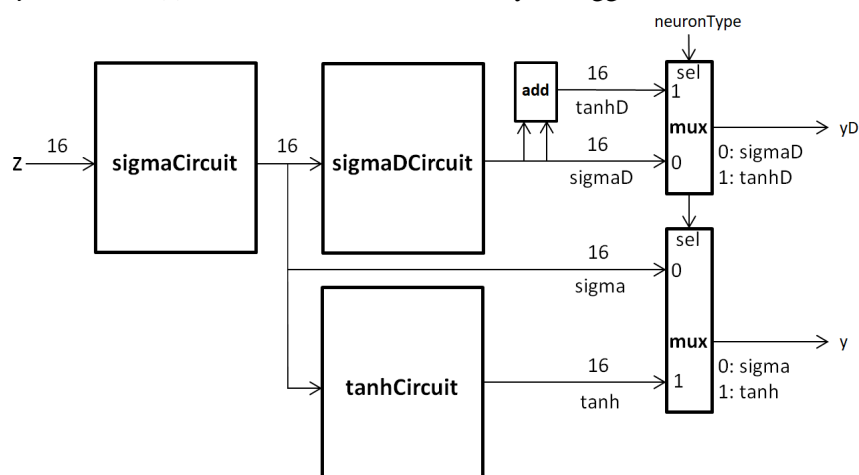 neuronType
16
sel
add
1
tanhD
16
16
mux
yD
z
sigmaCircuit
sigmaDCircuit
16
0
0: sigmaD
sigmaD
1: tanhD
sel
16
0
sigma
mux
y
16
0: sigma
tanhCircuit
1
1: tanh
tanh